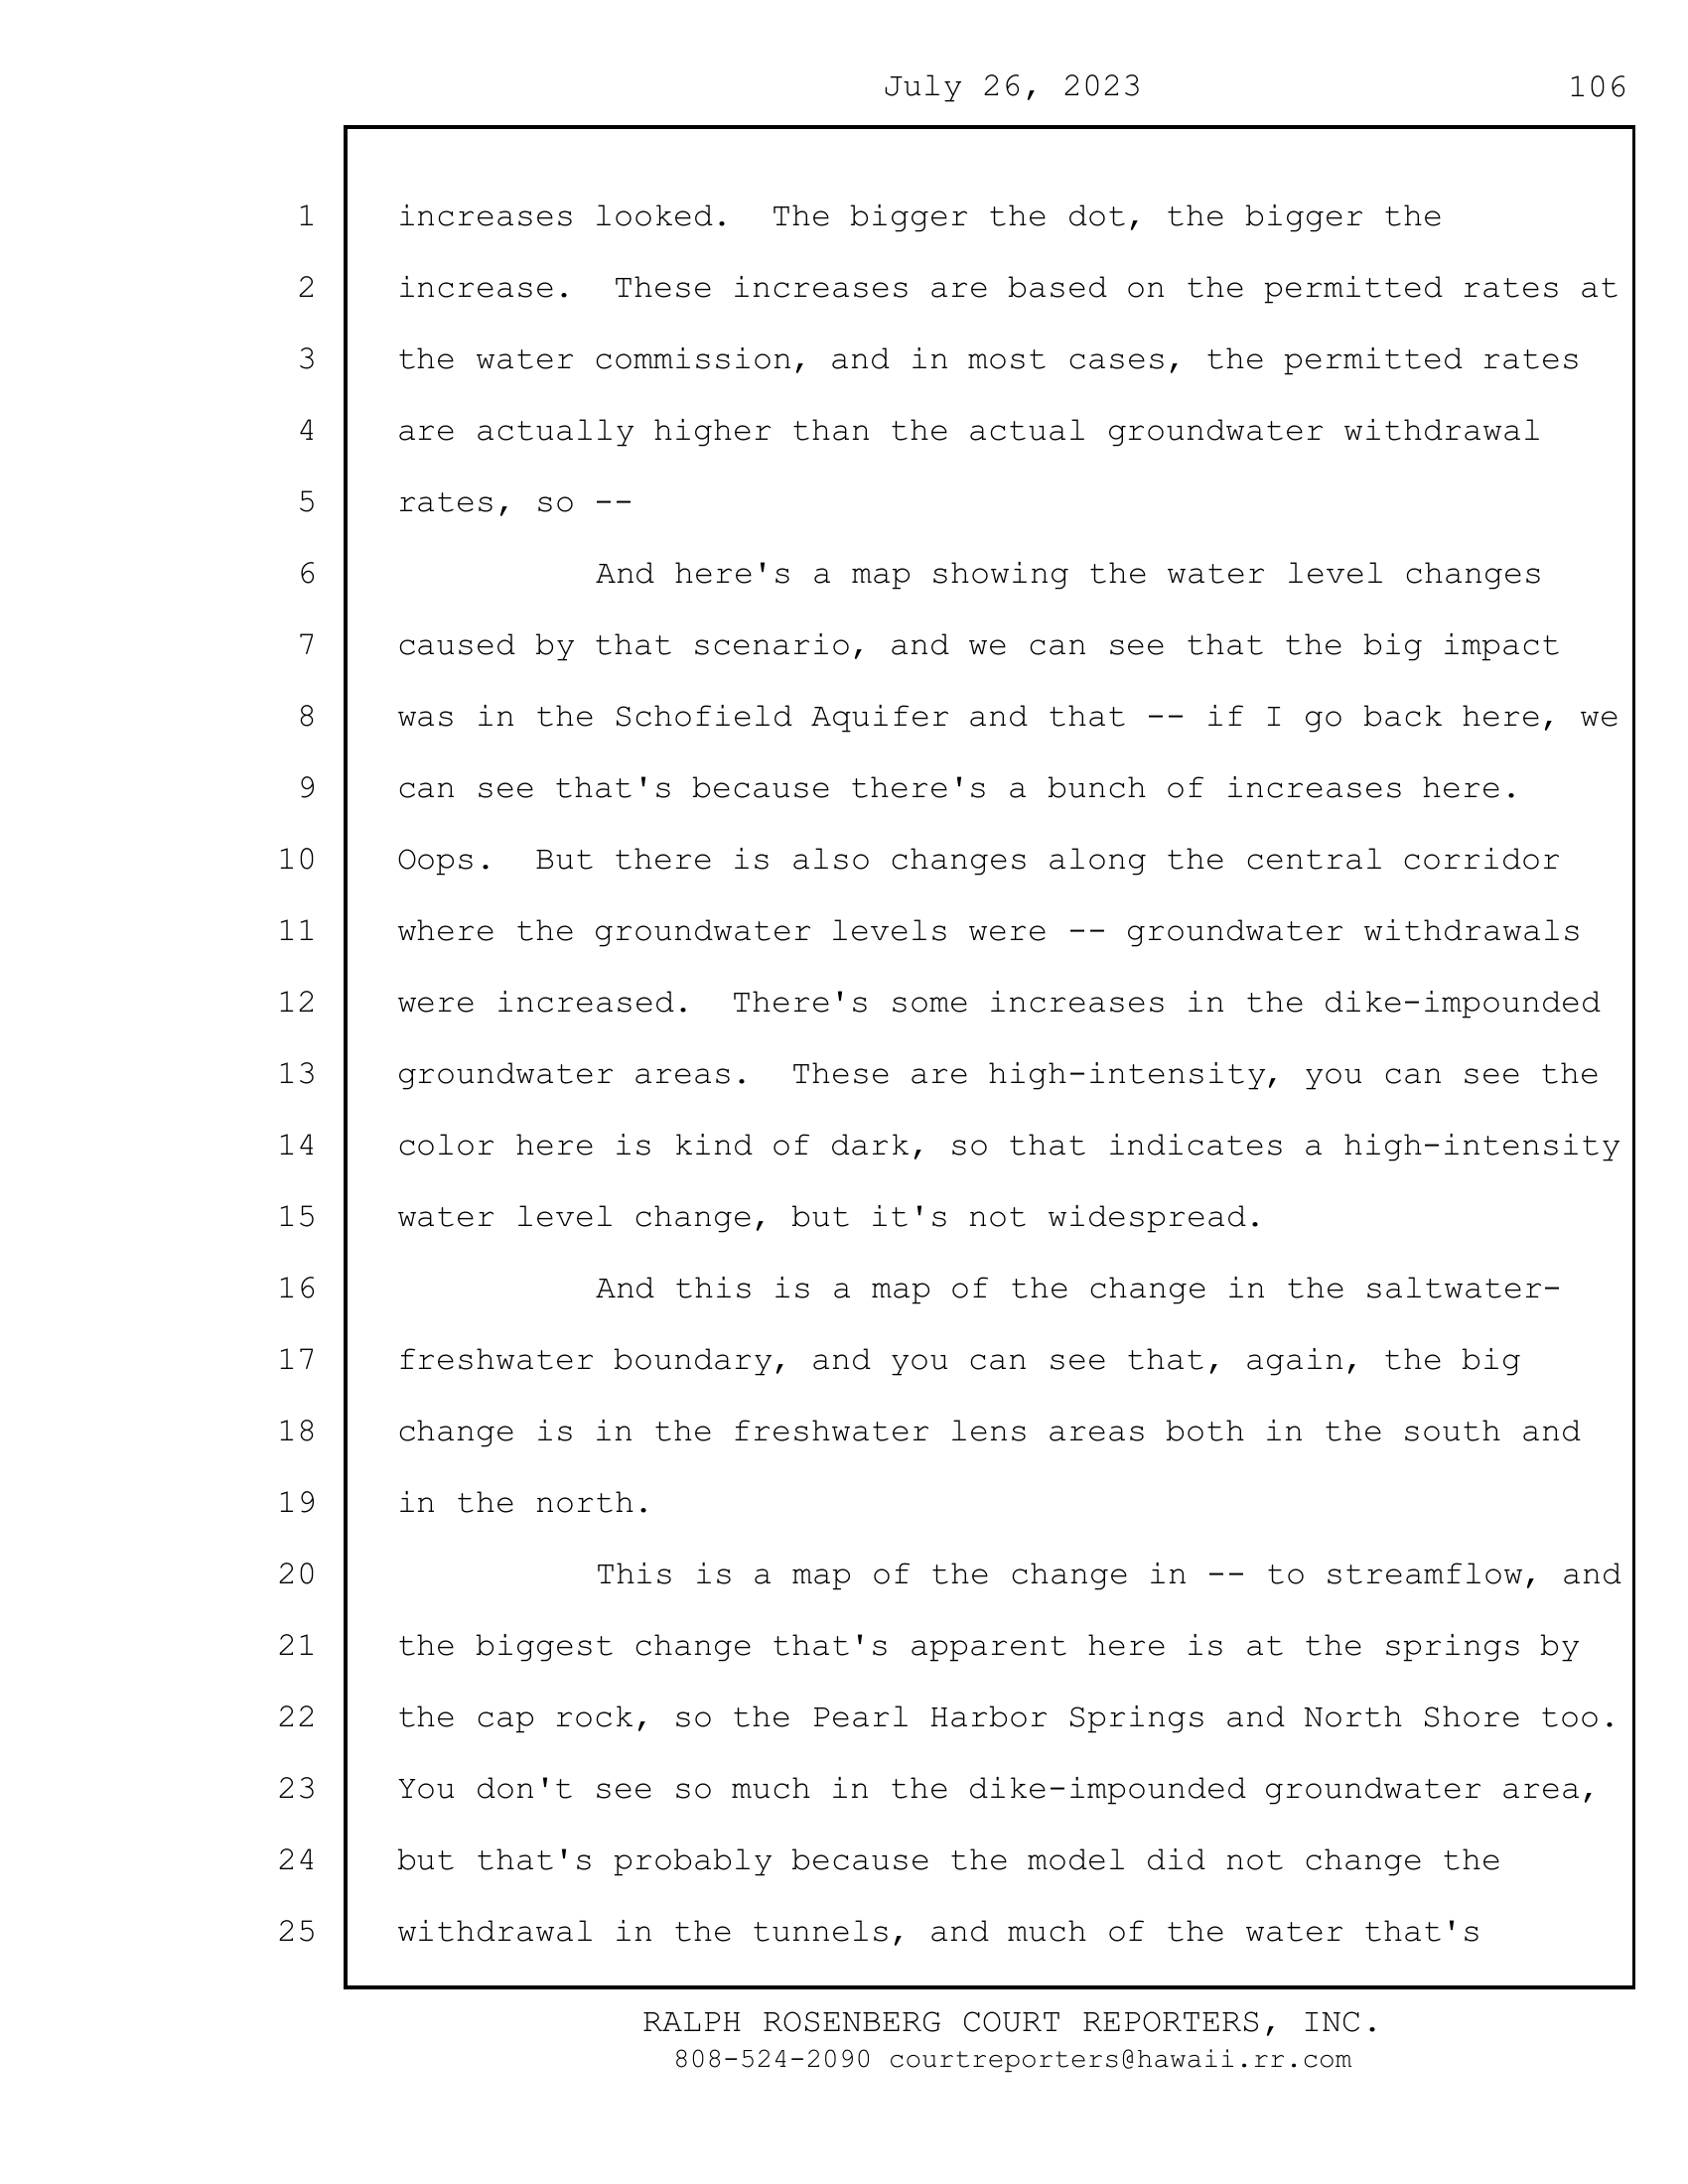 July 26, 2023 106
1 increases looked.  The bigger the dot, the bigger the
2 increase.  These increases are based on the permitted rates at
3 the water commission, and in most cases, the permitted rates
4 are actually higher than the actual groundwater withdrawal
5 rates, so --
6 And here's a map showing the water level changes
7 caused by that scenario, and we can see that the big impact
8 was in the Schofield Aquifer and that -- if I go back here, we
9 can see that's because there's a bunch of increases here.
10 Oops.  But there is also changes along the central corridor
11 where the groundwater levels were -- groundwater withdrawals
12 were increased.  There's some increases in the dike-impounded
13 groundwater areas.  These are high-intensity, you can see the
14 color here is kind of dark, so that indicates a high-intensity
15 water level change, but it's not widespread.
16 And this is a map of the change in the saltwater-
17 freshwater boundary, and you can see that, again, the big
18 change is in the freshwater lens areas both in the south and
19 in the north.
20 This is a map of the change in -- to streamflow, and
21 the biggest change that's apparent here is at the springs by
22 the cap rock, so the Pearl Harbor Springs and North Shore too.
23 You don't see so much in the dike-impounded groundwater area,
24 but that's probably because the model did not change the
25 withdrawal in the tunnels, and much of the water that's
RALPH ROSENBERG COURT REPORTERS, INC.
808-524-2090 courtreporters@hawaii.rr.com